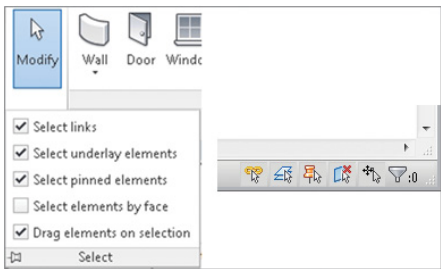 Modify
Wall
Door
Windo
Select links
Select underlay elements
Select pinned elements
Select elements by face
Drag elements on selection
Select
:0